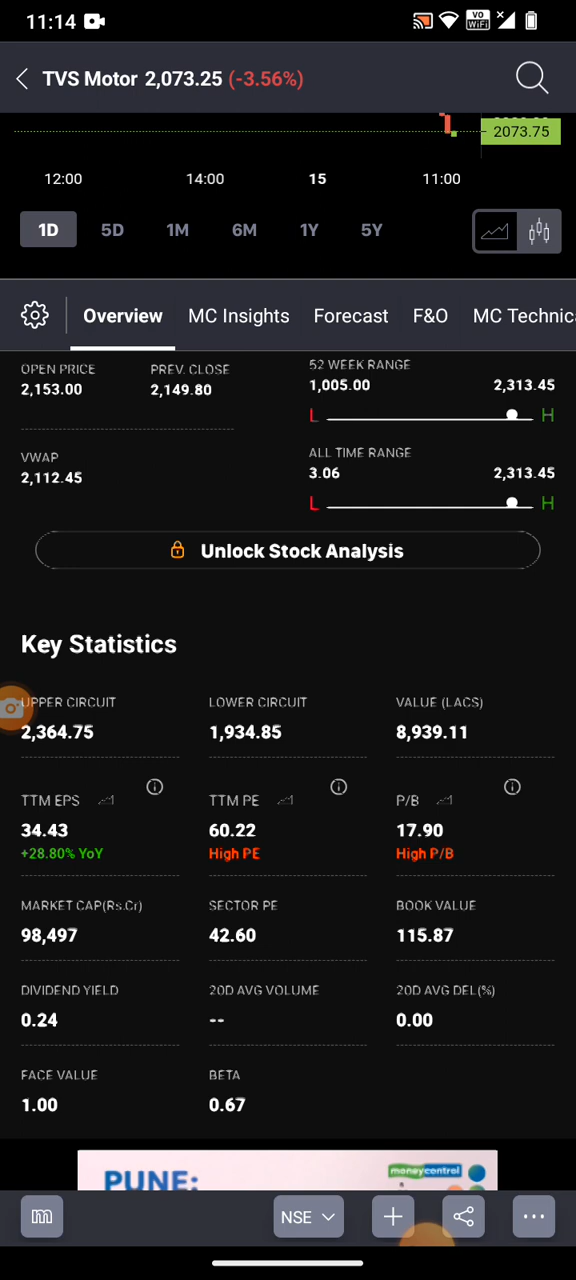 11:14
VO WiFi
TVS Motor 2,073.25 (-3.56%)
2073.75
12:00 14:00 15 11:00
1D 5D 1M 6M 1Y 5Y
Overview MC Insights Forecast F&O MC Technica
OPEN PRICE PREV. CLOSE 52 WEEK RANGE
2,153.00 2,149.80 1,005.00 2,313.45
L H
VWAP ALL TIME RANGE
2,112.45 3.06 2,313.45
L H
Unlock Stock Analysis
Key Statistics
UPPER CIRCUIT LOWER CIRCUIT VALUE (LACS)
2,364.75 1,934.85 8,939.11
TTM EPS TTM PE P/B
34.43 60.22 17.90
+28.80% YoY High PE High P/B
MARKET CAP(Rs.Cr) SECTOR PE BOOK VALUE
98,497 42.60 115.87
DIVIDEND YIELD 20D AVG VOLUME 20D AVG DEL(%)
0.24 -- 0.00
FACE VALUE BETA
1.00 0.67
moneycontrol
PUNE:
m NSE